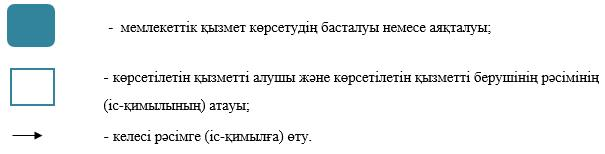 - мемлекеттік қызмет көрсетудің басталуы немесе аяқталуы;
- көрсетілетін қызметті алушы және көрсетілетін қызметті берушінің рәсімінің
(іс-қимылының) атауы;
- келесі рәсімге (іс-қимылға) өту.